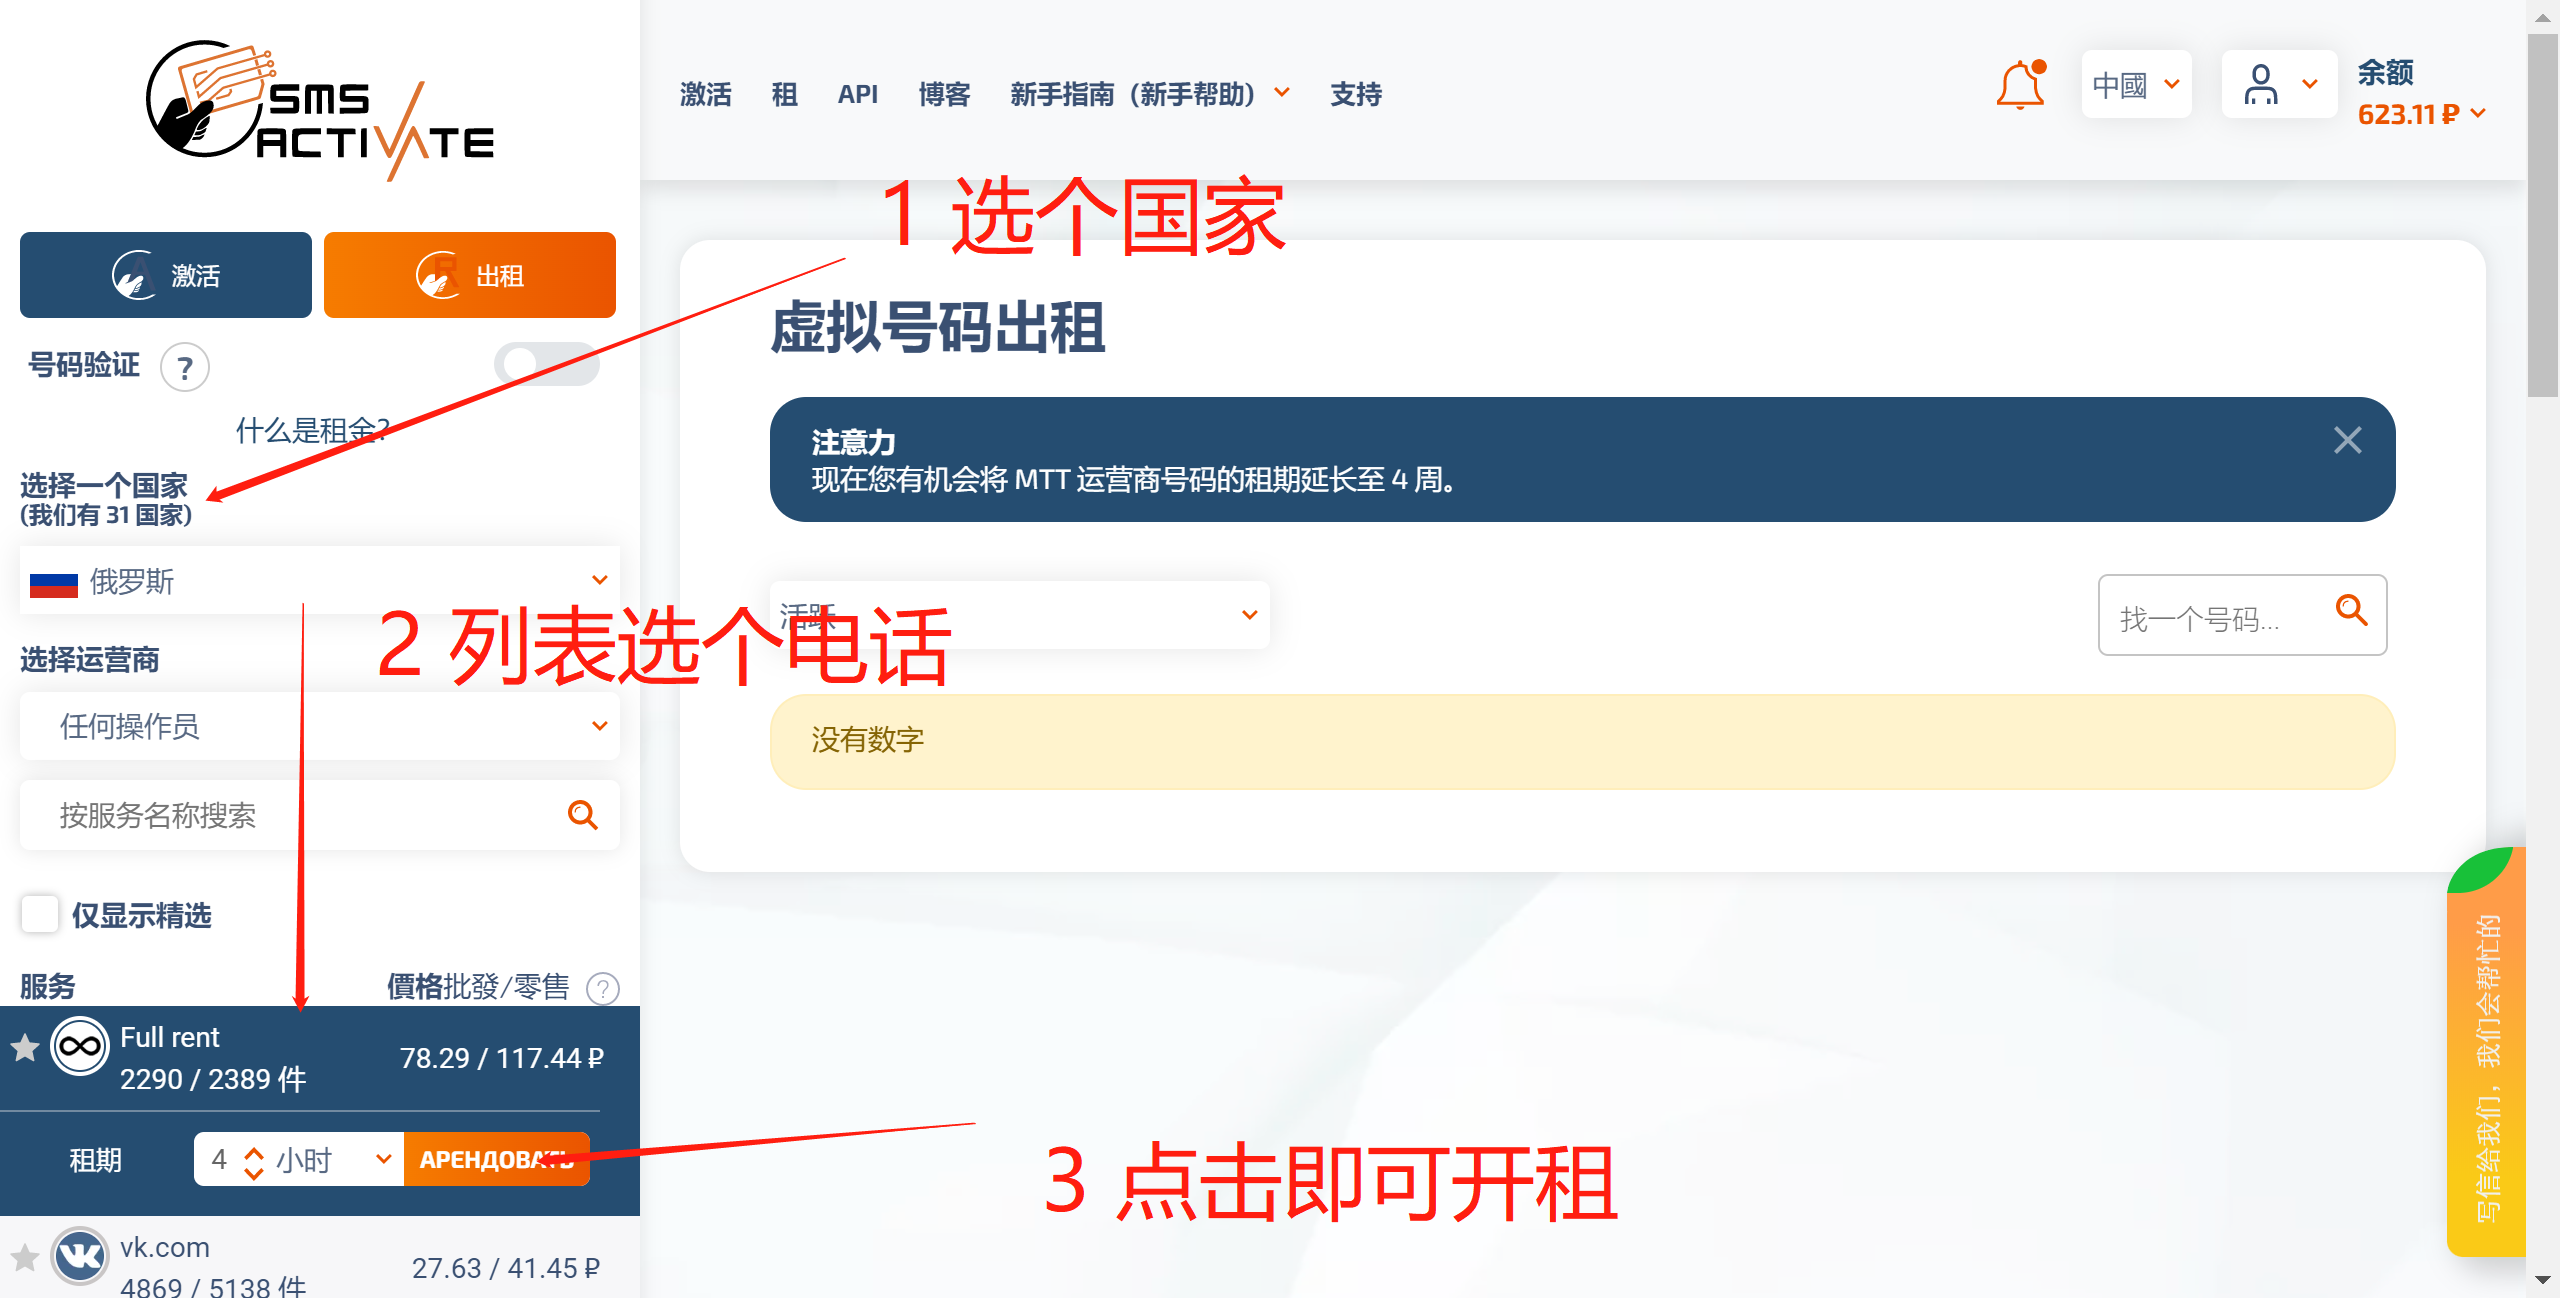 SMS
ACTIVATE
激活
租
API
博客
新手指南（新手帮助）
支持
中國
余额
623.11 ₽
1 选个国家
激活
出租
号码验证
?
什么是租金?
选择一个国家
(我们有 31 国家)
俄罗斯
选择运营商
任何操作员
按服务名称搜索
仅显示精选
服务
價格批發/零售
?
Full rent
2290 / 2389 件
78.29 / 117.44 ₽
租期
4
小时
АРЕНДОВАТЬ
vk.com
4869 / 5138 件
27.63 / 41.45 ₽
虚拟号码出租
注意力
现在您有机会将 MTT 运营商号码的租期延长至 4 周。
活跃
2 列表选个电话
找一个号码...
没有数字
3 点击即可开租
写信给我们，我们会帮忙的